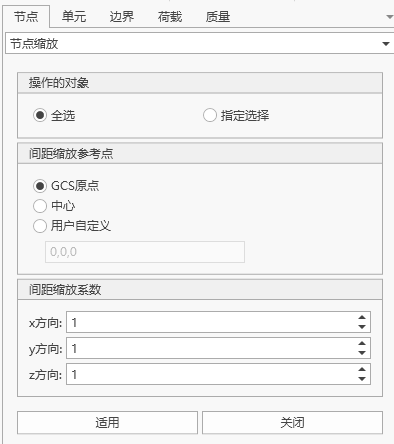 节点 单元 边界 荷载 质量
节点缩放
操作的对象
全选 指定选择
间距缩放参考点
GCS原点
中心
用户自定义
0,0,0
间距缩放系数
x方向: 1
y方向: 1
z方向: 1
适用 关闭